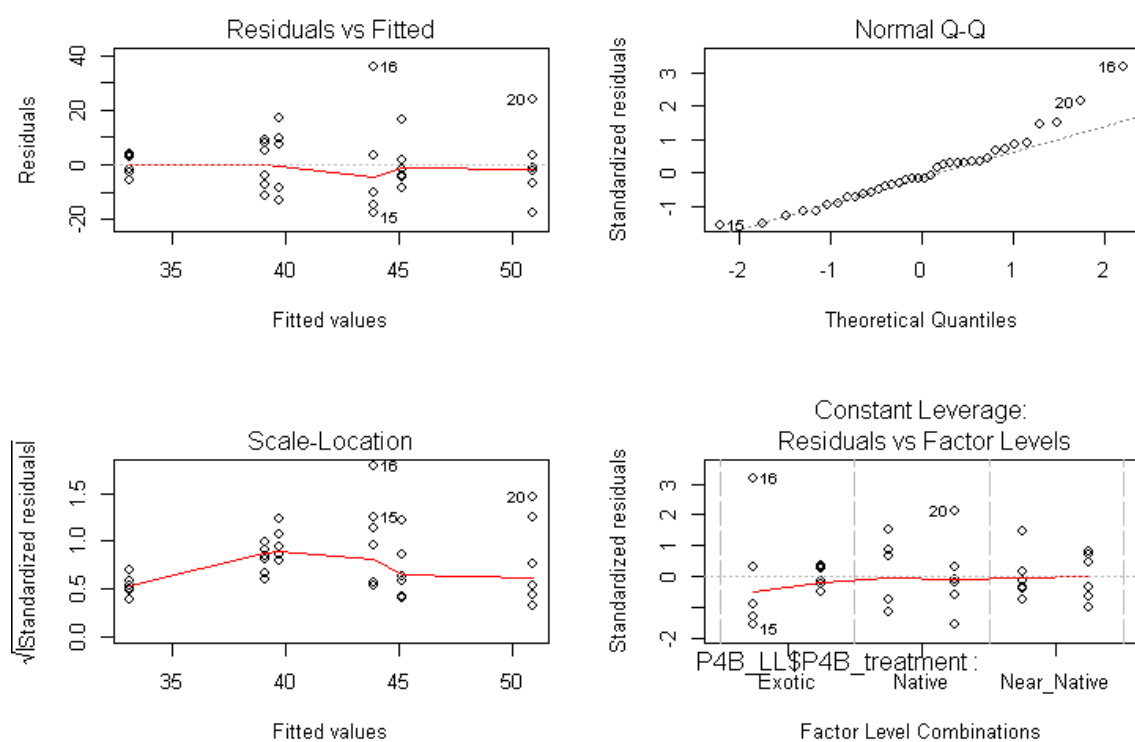 Residuals vs Fitted
Residuals
40
20
0
-20
16
20
15
35
40
45
50
Fitted values
Normal Q-Q
Standardized residuals
3
2
1
0
-1
16
20
15
-2
-1
0
1
2
Theoretical Quantiles
Scale-Location
√|Standardized residuals|
1.5
1.0
0.5
0.0
16
15
20
35
40
45
50
Fitted values
Constant Leverage:
Residuals vs Factor Levels
Standardized residuals
3
2
1
0
-2
16
20
15
P4B_LL$P4B_treatment :
Exotic
Native
Near_Native
Factor Level Combinations